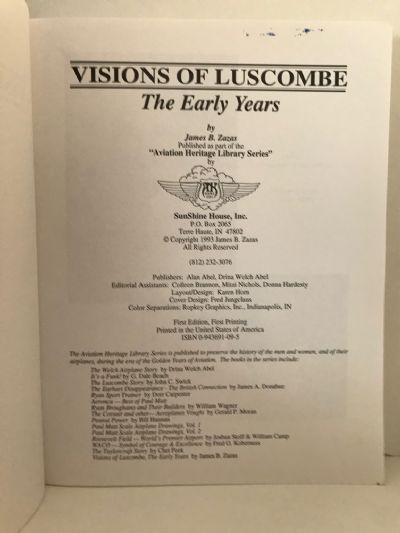 VISIONS OF LUSCOMBE
The Early Years
by
James B. Zazas
Published as part of the
"Aviation Heritage Library Series"
by
SunShine House, Inc.
P.O. Box 2065
Terre Haute, IN 47802
© Copyright 1993 James B. Zazas
All Rights Reserved
(812) 232-3076
Publishers: Alan Abel, Drina Welch Abel
Editorial Assistants: Colleen Brannon, Mitzi Nichols, Donna Hardesty
Layout/Design: Karen Horn
Cover Design: Fred Jungclaus
Color Separations: Ropkey Graphics, Inc., Indianapolis, IN
First Edition, First Printing
Printed in the United States of America
ISBN 0-943691-09-5
The Aviation Heritage Library Series is published to preserve the history of the men and women, and of their
airplanes, during the era of the Golden Years of Aviation. The books in the series include:
The Welch Airplane Story by Drina Welch Abel
It's a Funk! by G. Dale Beach
The Luscombe Story by John C. Swick
The Earhart Disappearance - The British Connection by James A. Donahue
Ryan Sport Trainer by Dorr Carpenter
Aeronca -- Best of Paul Matt
Ryan Broughams and Their Builders by William Wagner
The Coround and other -- Aeroplanes Vought by Gerald P. Moran
Peanut Power by Bill Hannan
Paul Matt Scale Airplane Drawings, Vol. 1
Paul Matt Scale Airplane Drawings, Vol. 2
Roosevelt Field -- World's Premier Airport by Joshua Stoff & William Camp
WACO -- Symbol of Courage & Excellence by Fred O. Kobernuss
The Taylorcraft Story by Chet Peek
Visions of Luscombe, The Early Years by James B. Zazas